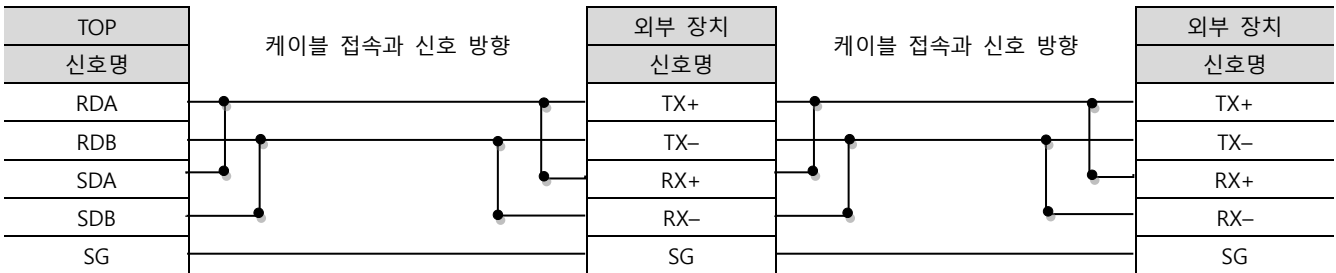 TOP
케이블 접속과 신호 방향
외부 장치
케이블 접속과 신호 방향
외부 장치
신호명
신호명
신호명
RDA
TX+
TX+
RDB
TX–
TX–
SDA
RX+
RX+
SDB
RX–
RX–
SG
SG
SG